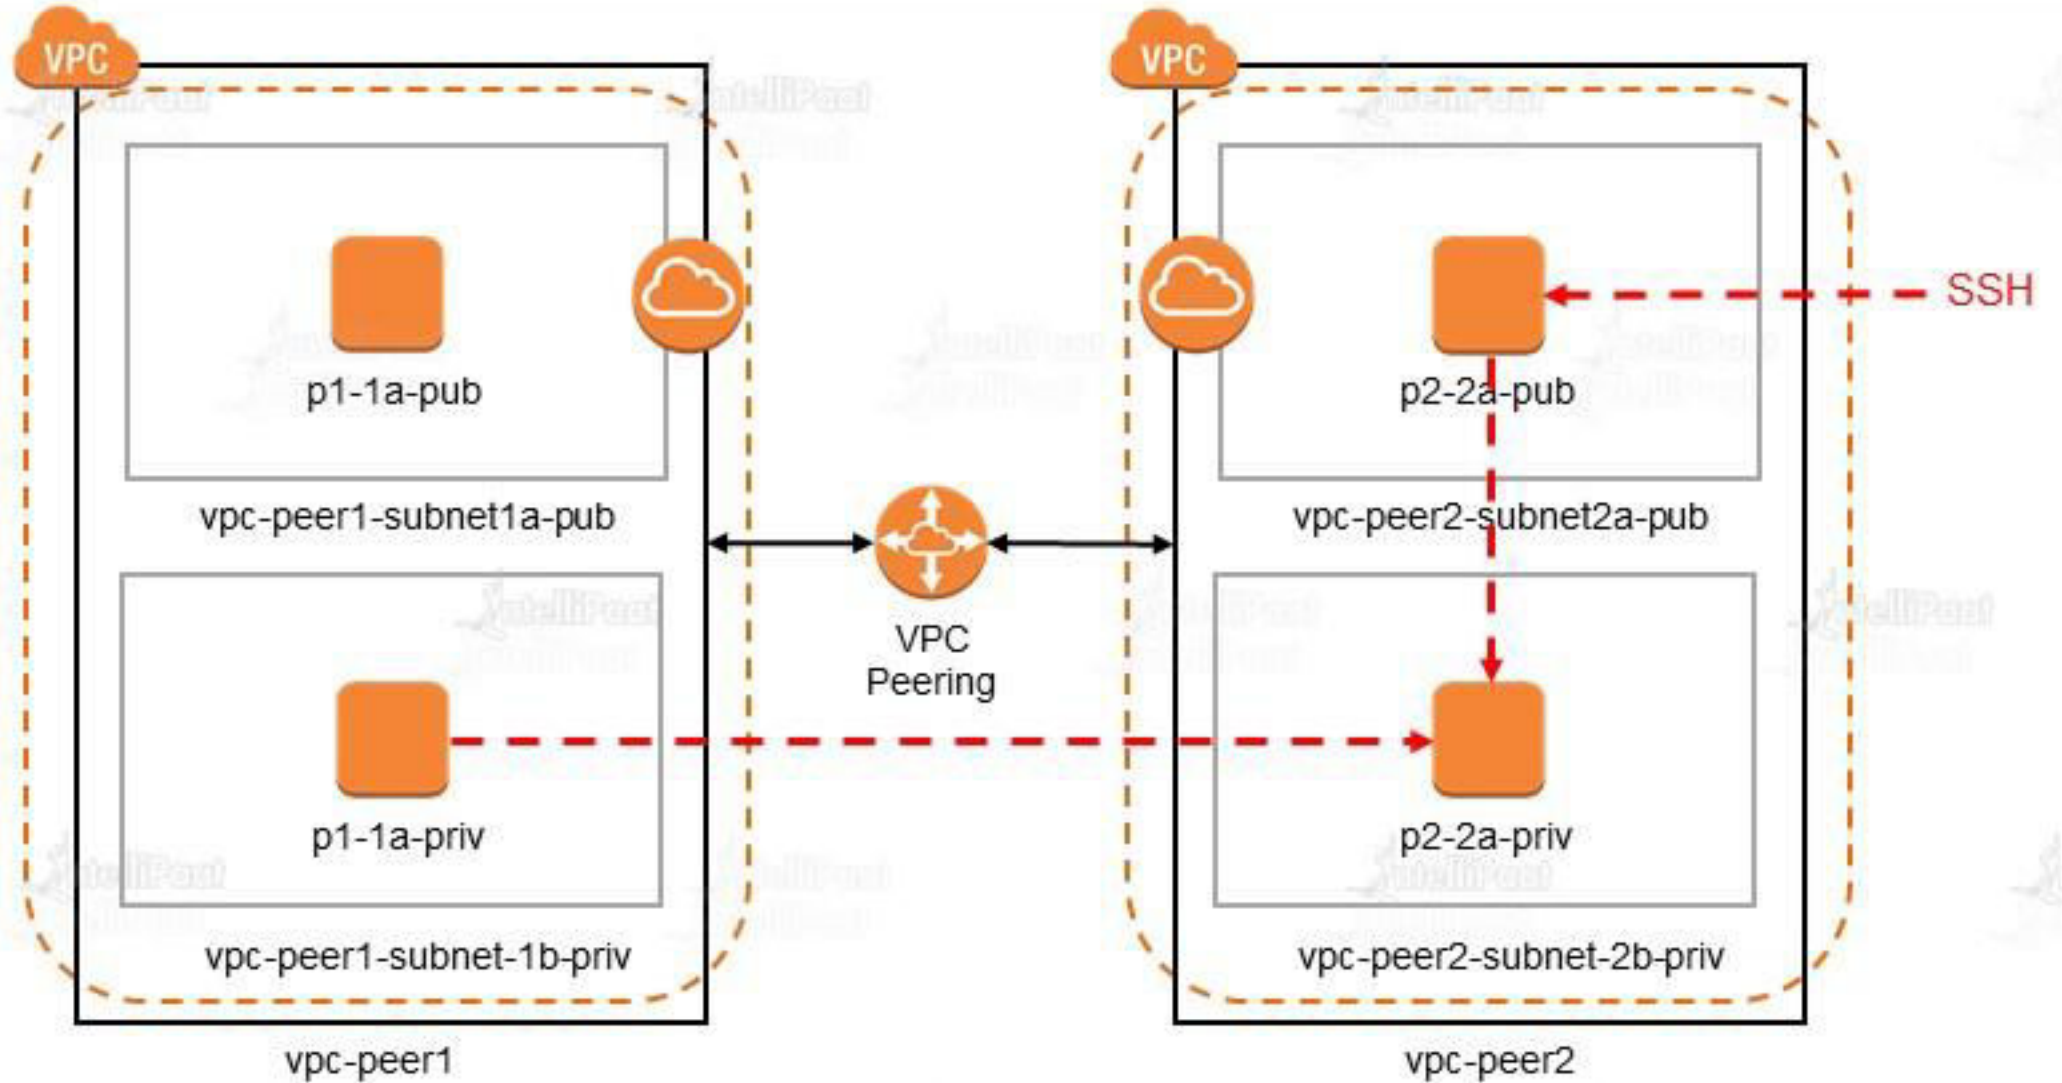 VPC
VPC
p1-1a-pub
p2-2a-pub
SSH
vpc-peer1-subnet1a-pub
vpc-peer2-subnet2a-pub
VPC
Peering
p1-1a-priv
p2-2a-priv
vpc-peer1-subnet-1b-priv
vpc-peer2-subnet-2b-priv
vpc-peer1
vpc-peer2